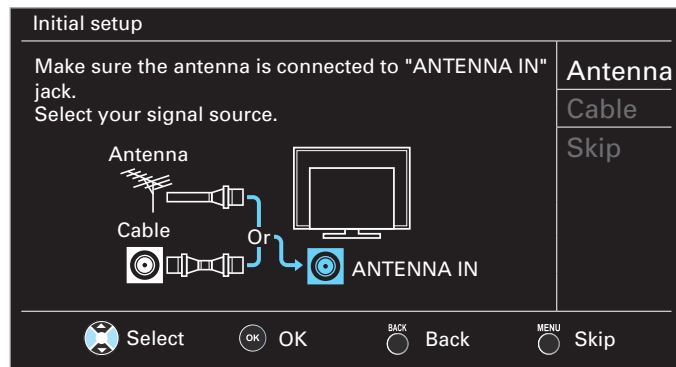 Initial setup
Make sure the antenna is connected to "ANTENNA IN"
jack.
Select your signal source.
Antenna
Cable
Skip
Antenna
Cable
Or
ANTENNA IN
Select
OK OK
BACK Back
MENU Skip